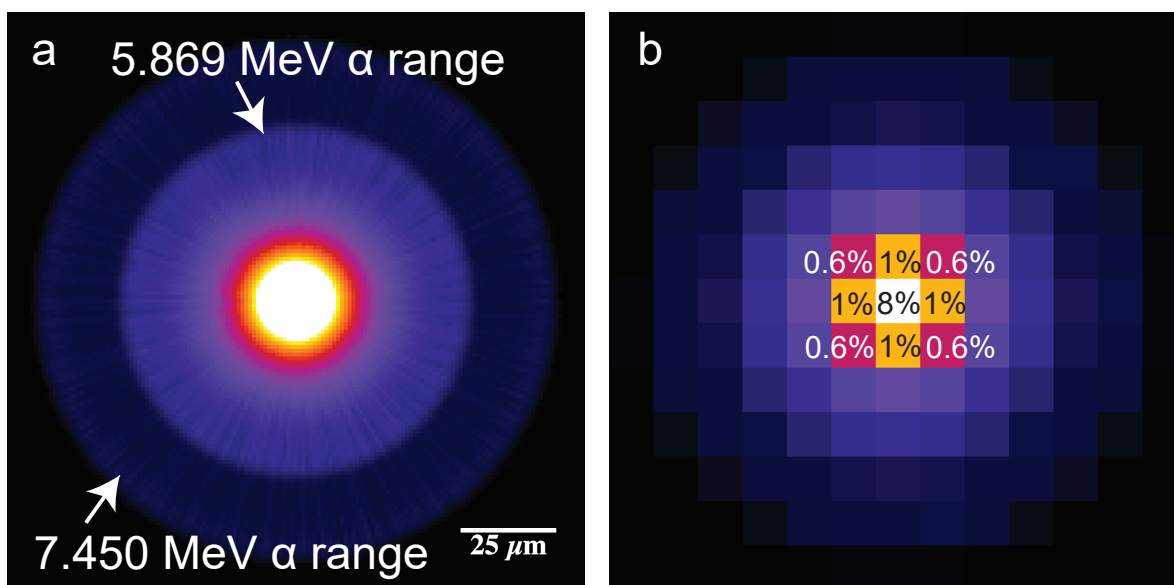 a
5.869 MeV α range
7.450 MeV α range
25 µm
b
0.6% 1% 0.6%
1% 8% 1%
0.6% 1% 0.6%